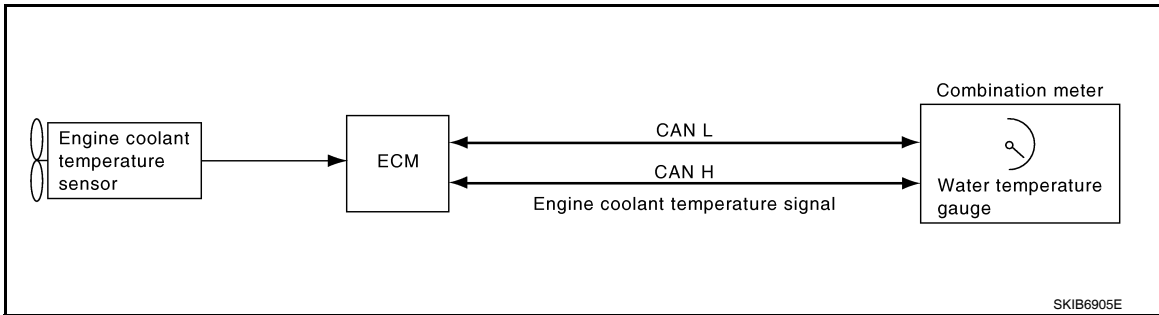 Combination meter
Engine coolant
temperature
sensor
ECM
CAN L
CAN H
Engine coolant temperature signal
Water temperature
gauge
SKIB6905E